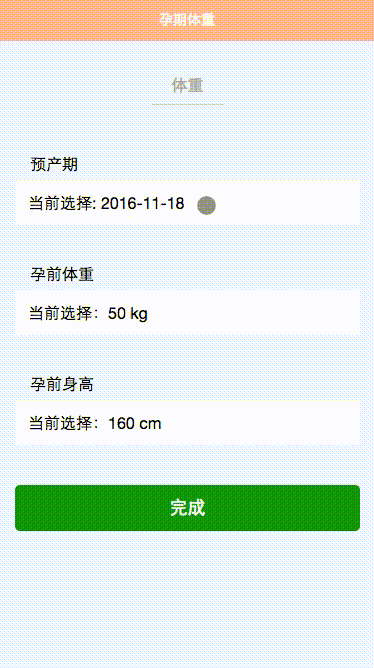 孕期体重
体重
预产期
当前选择: 2016-11-18
孕前体重
当前选择：50 kg
孕前身高
当前选择：160 cm
完成